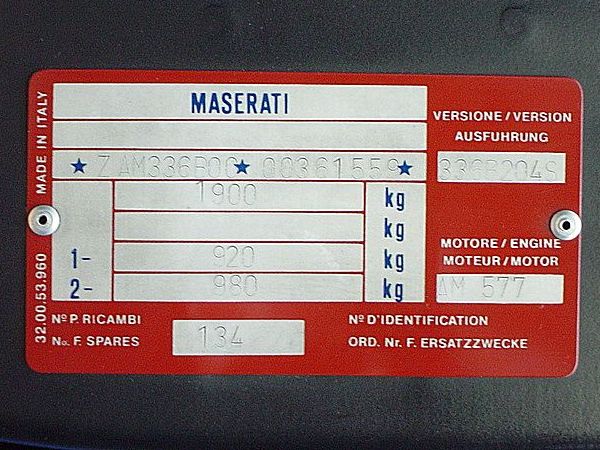 MASERATI
VERSIONE / VERSION
AUSFUHRUNG
MADE IN ITALY
★ ZAM336B00 ★ 00361559 ★
336B204S
1900 kg
kg
1- 920 kg
2- 980 kg
MOTORE / ENGINE
MOTEUR / MOTOR
AM 577
32.00.53.960
Nº P. RICAMBI
No. F. SPARES
134
Nº D'IDENTIFICATION
ORD. Nr. F. ERSATZZWECKE